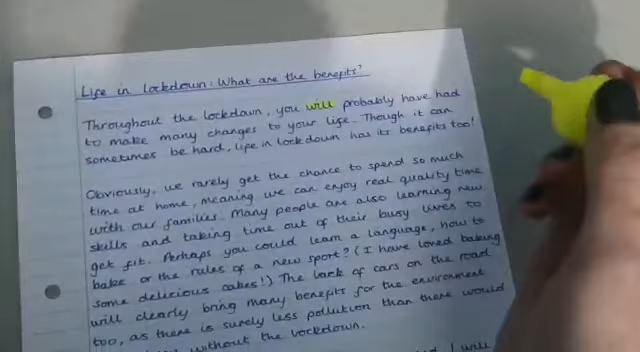 Life in lockdown: What are the benefits?
Throughout the lockdown, you will probably have had
to make many changes to your life. Though it can
sometimes be hard, life in lockdown has its benefits too!
Obviously, we rarely get the chance to spend so much
time at home, meaning we can enjoy real quality time
with our families. Many people are also learning new
skills and taking time out of their busy lives to
get fit. Perhaps you could learn a language, how to
bake or the rules of a new sport? (I have loved baking
some delicious cakes!) The lack of cars on the road
will clearly bring many benefits for the environment
too, as there is surely less pollution than there would
without the lockdown.
I will